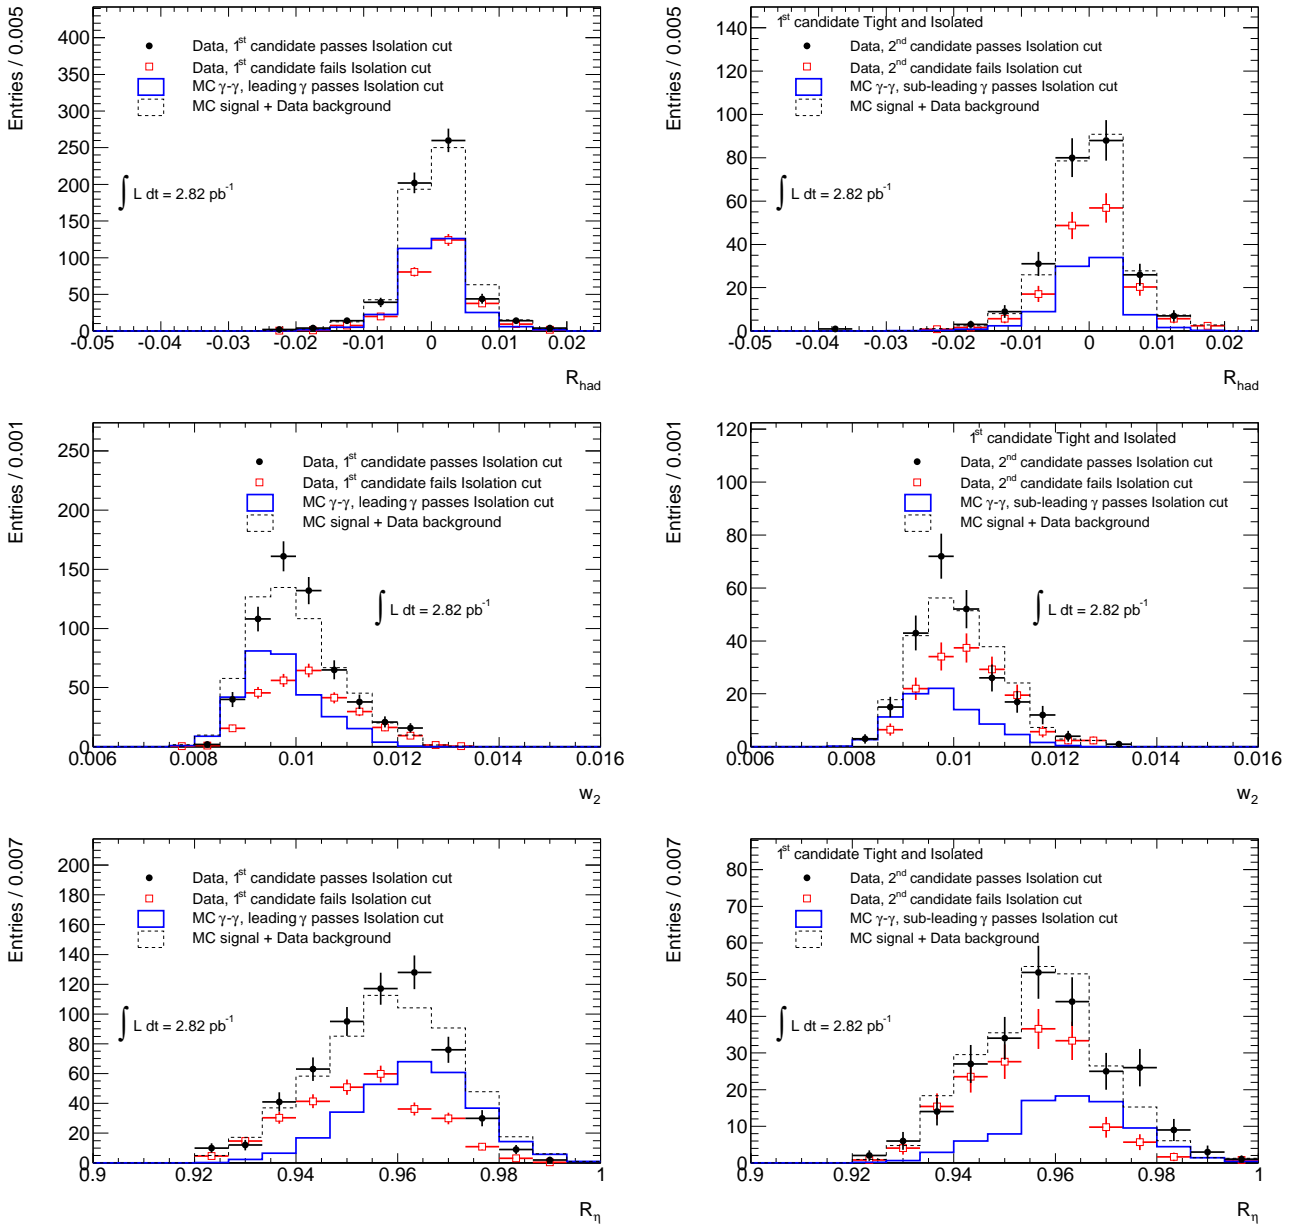 Entries / 0.005
400
350
300
250
200
150
100
50
0
Data, 1st candidate passes Isolation cut
Data, 1st candidate fails Isolation cut
MC γ-γ, leading γ passes Isolation cut
MC signal + Data background
∫ L dt = 2.82 pb-1
-0.05 -0.04 -0.03 -0.02 -0.01 0 0.01 0.02
Rhad
Entries / 0.005
140
120
100
80
60
40
20
0
1st candidate Tight and Isolated
Data, 2nd candidate passes Isolation cut
Data, 2nd candidate fails Isolation cut
MC γ-γ, sub-leading γ passes Isolation cut
MC signal + Data background
∫ L dt = 2.82 pb-1
-0.05 -0.04 -0.03 -0.02 -0.01 0 0.01 0.02
Rhad
Entries / 0.001
250
200
150
100
50
0
Data, 1st candidate passes Isolation cut
Data, 1st candidate fails Isolation cut
MC γ-γ, leading γ passes Isolation cut
MC signal + Data background
∫ L dt = 2.82 pb-1
0.006 0.008 0.01 0.012 0.014 0.016
w2
Entries / 0.001
120
100
80
60
40
20
0
1st candidate Tight and Isolated
Data, 2nd candidate passes Isolation cut
Data, 2nd candidate fails Isolation cut
MC γ-γ, sub-leading γ passes Isolation cut
MC signal + Data background
∫ L dt = 2.82 pb-1
0.006 0.008 0.01 0.012 0.014 0.016
w2
Entries / 0.007
200
180
160
140
120
100
80
60
40
20
0
Data, 1st candidate passes Isolation cut
Data, 1st candidate fails Isolation cut
MC γ-γ, leading γ passes Isolation cut
MC signal + Data background
∫ L dt = 2.82 pb-1
0.9 0.92 0.94 0.96 0.98 1
Rη
Entries / 0.007
80
70
60
50
40
30
20
10
0
1st candidate Tight and Isolated
Data, 2nd candidate passes Isolation cut
Data, 2nd candidate fails Isolation cut
MC γ-γ, sub-leading γ passes Isolation cut
MC signal + Data background
∫ L dt = 2.82 pb-1
0.9 0.92 0.94 0.96 0.98 1
Rη